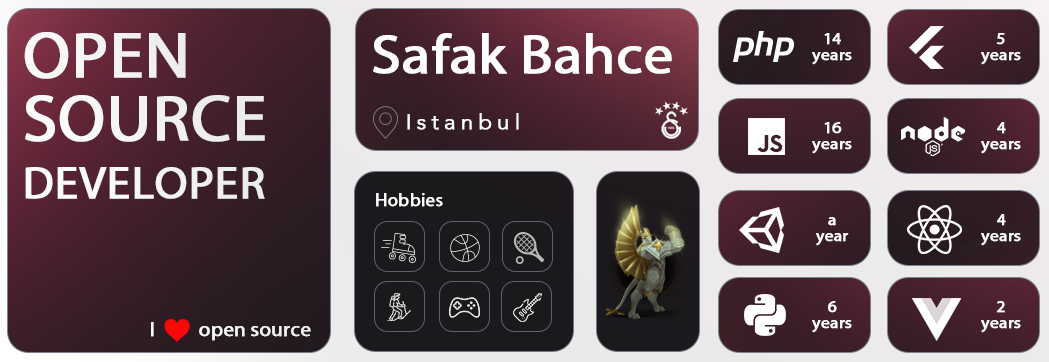 OPEN
SOURCE
DEVELOPER
I open source
Safak Bahce
Istanbul
Hobbies
php
14
years
5
years
JS
16
years
node
JS
4
years
a
year
4
years
6
years
2
years